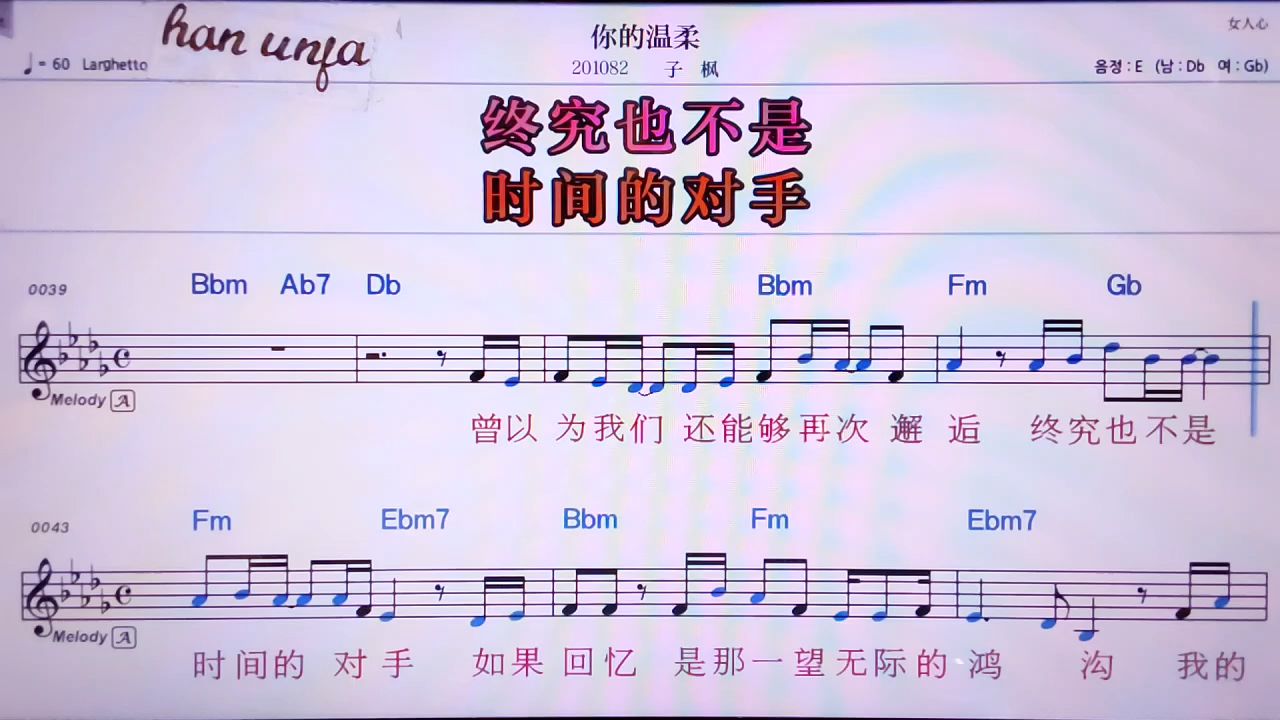 女人心
han unfa
你的温柔
♩= 60 Larghetto
201082 子 枫
음정 : E (남 : Db 여 : Gb)
终究也不是
时间的对手
0039
Bbm Ab7 Db Bbm Fm Gb
Melody A
曾以 为我们 还能够再次 邂 逅 终究也不是
0043
Fm Ebm7 Bbm Fm Ebm7
Melody A
时间的 对 手 如果 回忆 是那一望无际的 鸿 沟 我的